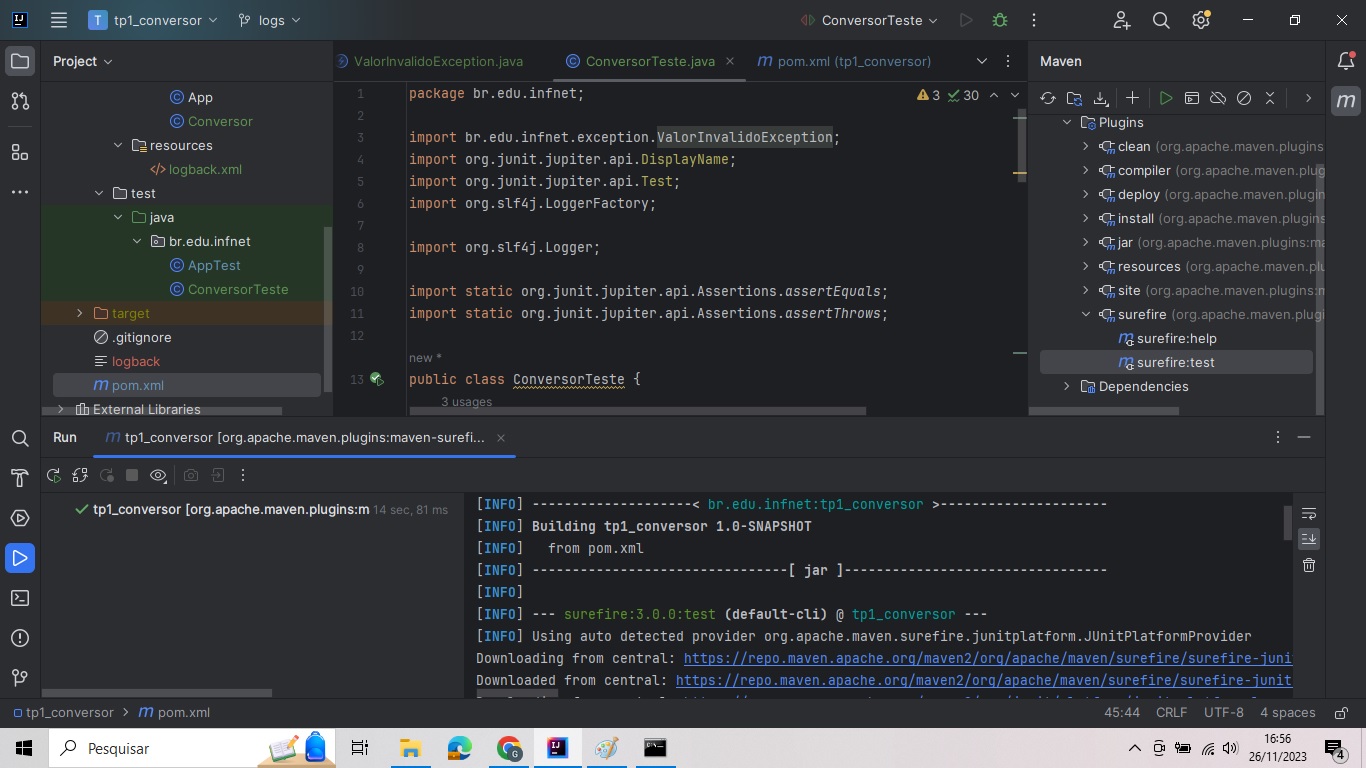 T tp1_conversor logs ConversorTeste
Project
App
Conversor
resources
logback.xml
test
java
br.edu.infnet
AppTest
ConversorTeste
target
.gitignore
logback
pom.xml
External Libraries
ValorInvalidoException.java ConversorTeste.java pom.xml (tp1_conversor)
3 30
1 package br.edu.infnet;
2
3 import br.edu.infnet.exception.ValorInvalidoException;
4 import org.junit.jupiter.api.DisplayName;
5 import org.junit.jupiter.api.Test;
6 import org.slf4j.LoggerFactory;
7
8 import org.slf4j.Logger;
9
10 import static org.junit.jupiter.api.Assertions.assertEquals;
11 import static org.junit.jupiter.api.Assertions.assertThrows;
12
new *
13 public class ConversorTeste {
3 usages
Maven
Plugins
clean (org.apache.maven.plugins
compiler (org.apache.maven.plug
deploy (org.apache.maven.plugin
install (org.apache.maven.plugins
jar (org.apache.maven.plugins:ma
resources (org.apache.maven.plu
site (org.apache.maven.plugins:m
surefire (org.apache.maven.plugi
surefire:help
surefire:test
Dependencies
Run tp1_conversor [org.apache.maven.plugins:maven-surefi...
tp1_conversor [org.apache.maven.plugins:m 14 sec, 81 ms
[INFO] --------------------< br.edu.infnet:tp1_conversor >---------------------
[INFO] Building tp1_conversor 1.0-SNAPSHOT
[INFO] from pom.xml
[INFO] --------------------------------[ jar ]---------------------------------
[INFO]
[INFO] --- surefire:3.0.0:test (default-cli) @ tp1_conversor ---
[INFO] Using auto detected provider org.apache.maven.surefire.junitplatform.JUnitPlatformProvider
Downloading from central: https://repo.maven.apache.org/maven2/org/apache/maven/surefire/surefire-juni
Downloaded from central: https://repo.maven.apache.org/maven2/org/apache/maven/surefire/surefire-junit
tp1_conversor > pom.xml
45:44 CRLF UTF-8 4 spaces
Pesquisar
16:56
26/11/2023
4